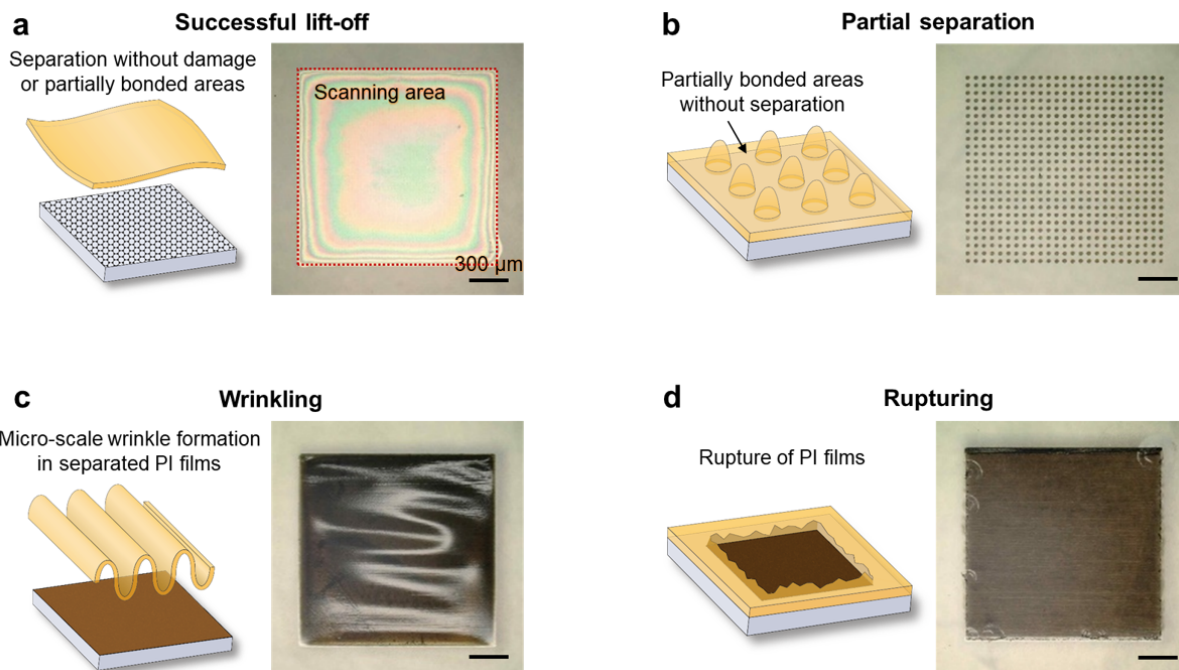 a
Successful lift-off
Separation without damage
or partially bonded areas
Scanning area
300 µm
b
Partial separation
Partially bonded areas
without separation
c
Wrinkling
Micro-scale wrinkle formation
in separated PI films
d
Rupturing
Rupture of PI films